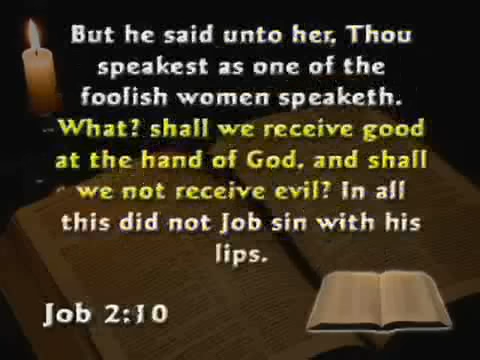 But he said unto her, Thou
speakest as one of the
foolish women speaketh.
What? shall we receive good
at the hand of God, and shall
we not receive evil? In all
this did not Job sin with his
lips.
Job 2:10